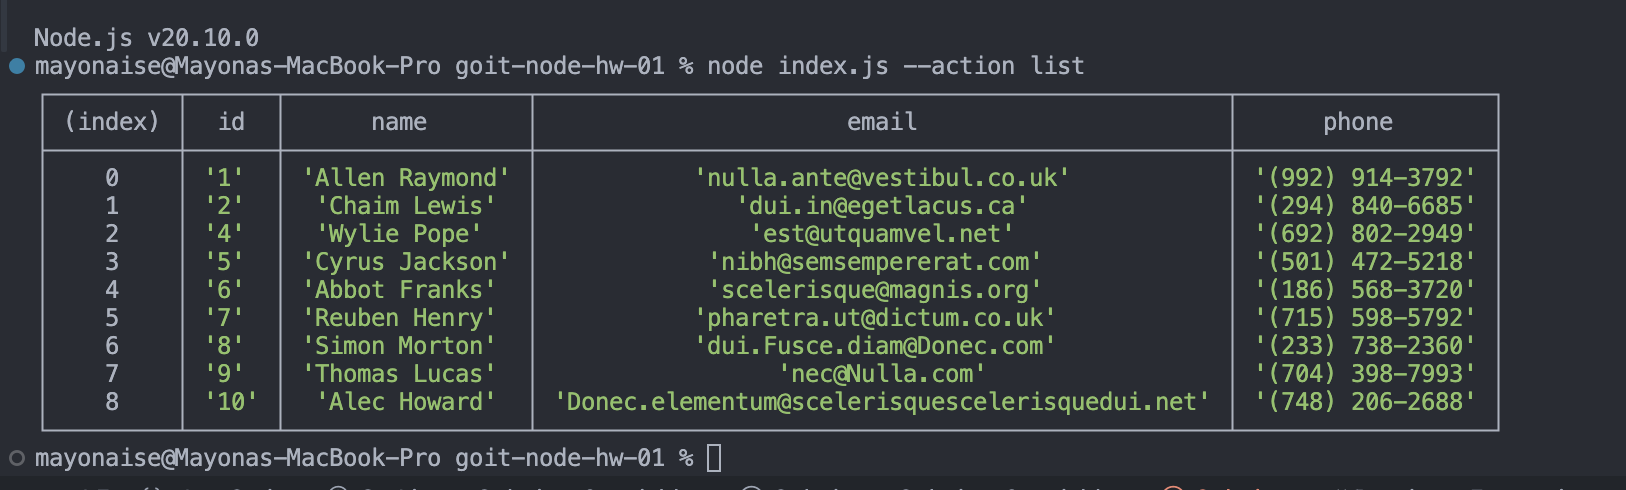 Node.js v20.10.0
mayonaise@Mayonas-MacBook-Pro goit-node-hw-01 % node index.js --action list
(index) id name email phone
0 '1' 'Allen Raymond' 'nulla.ante@vestibul.co.uk' '(992) 914-3792'
1 '2' 'Chaim Lewis' 'dui.in@egetlacus.ca' '(294) 840-6685'
2 '4' 'Wylie Pope' 'est@utquamvel.net' '(692) 802-2949'
3 '5' 'Cyrus Jackson' 'nibh@semsempererat.com' '(501) 472-5218'
4 '6' 'Abbot Franks' 'scelerisque@magnis.org' '(186) 568-3720'
5 '7' 'Reuben Henry' 'pharetra.ut@dictum.co.uk' '(715) 598-5792'
6 '8' 'Simon Morton' 'dui.Fusce.diam@Donec.com' '(233) 738-2360'
7 '9' 'Thomas Lucas' 'nec@Nulla.com' '(704) 398-7993'
8 '10' 'Alec Howard' 'Donec.elementum@scelerisquescelerisquedui.net' '(748) 206-2688'
mayonaise@Mayonas-MacBook-Pro goit-node-hw-01 %